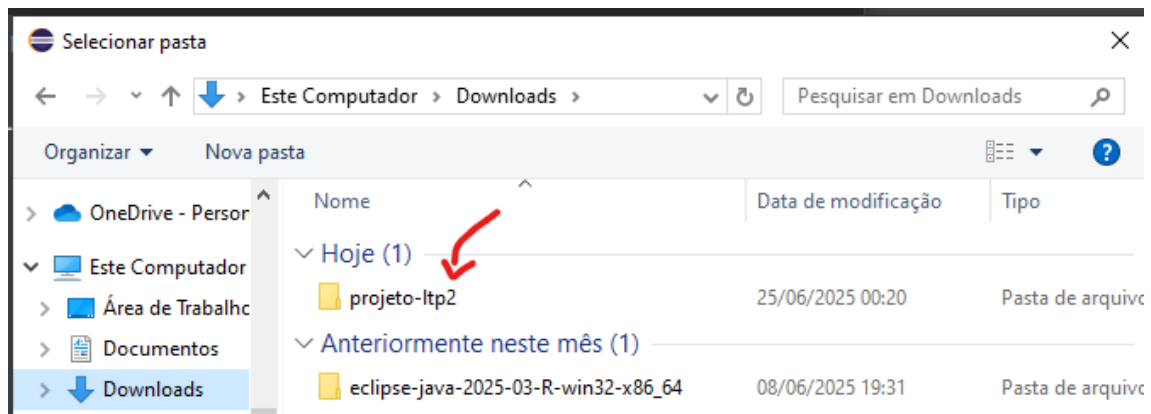 Selecionar pasta
Este Computador > Downloads >
Pesquisar em Downloads
Organizar
Nova pasta
?
OneDrive - Person
Este Computador
Área de Trabalho
Documentos
Downloads
Nome
Data de modificação
Tipo
Hoje (1)
projeto-ltp2
25/06/2025 00:20
Pasta de arquivo
Anteriormente neste mês (1)
eclipse-java-2025-03-R-win32-x86_64
08/06/2025 19:31
Pasta de arquivo